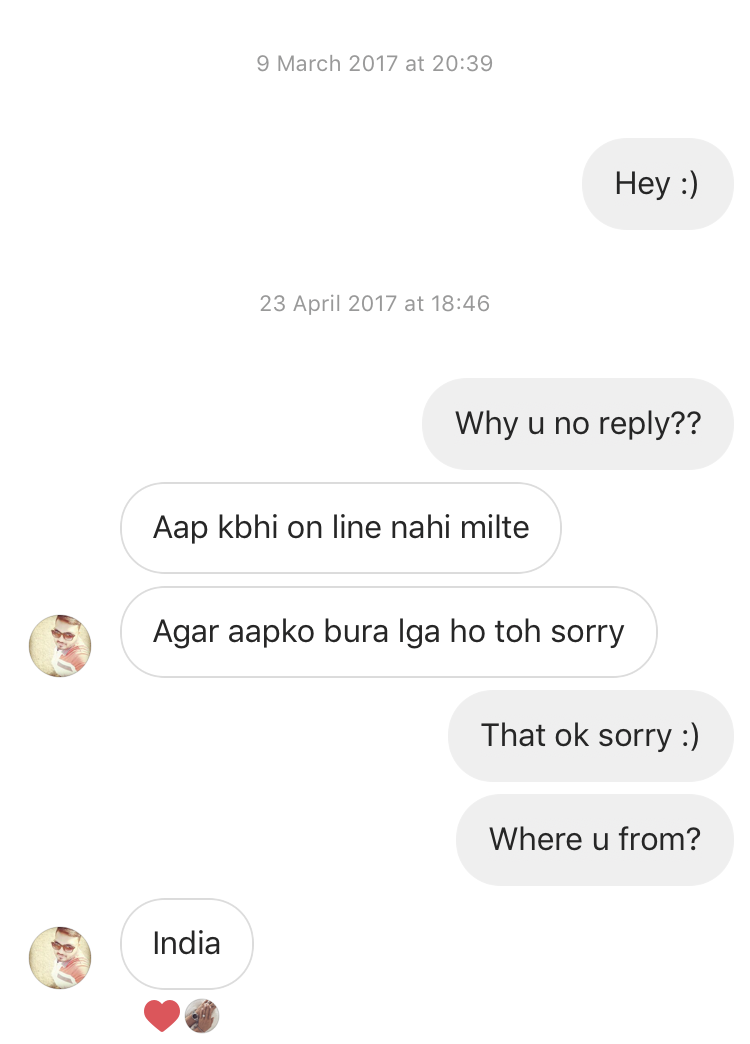 9 March 2017 at 20:39
Hey :)
23 April 2017 at 18:46
Why u no reply??
Aap kbhi on line nahi milte
Agar aapko bura lga ho toh sorry
That ok sorry :)
Where u from?
India